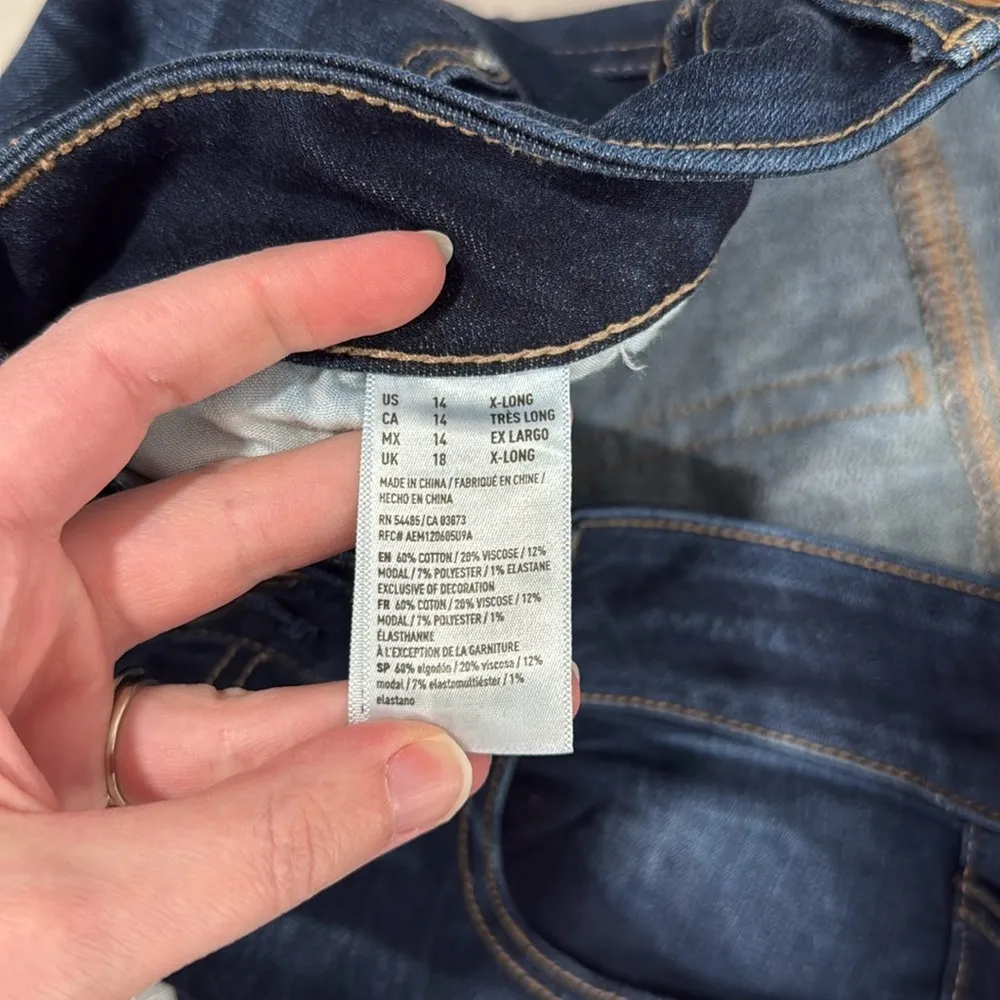 US 14 X-LONG
CA 14 TRÈS LONG
MX 14 EX LARGO
UK 18 X-LONG
MADE IN CHINA / FABRIQUÉ EN CHINE /
HECHO EN CHINA
RN 54485/CA 03873
RFC# AEM120605U9A
EN 60% COTTON / 20% VISCOSE / 12%
MODAL / 7% POLYESTER / 1% ELASTANE
EXCLUSIVE OF DECORATION
FR 60% COTON / 20% VISCOSE / 12%
MODAL / 7% POLYESTER / 1%
ÉLASTHANNE
À L'EXCEPTION DE LA GARNITURE
SP 60% algodón / 20% viscosa / 12%
modal / 7% elastomultiéster / 1%
elastano